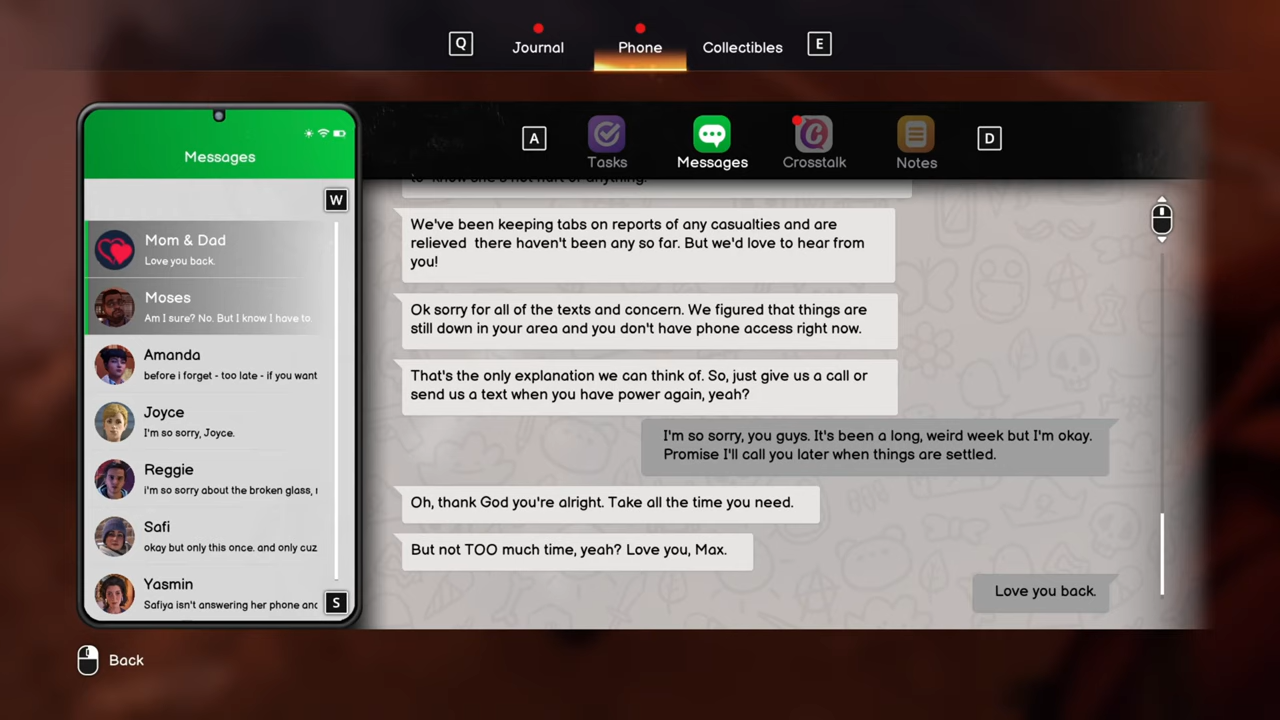 Q
Journal
Phone
Collectibles
E
Messages
W
Mom & Dad
Love you back.
Moses
Am I sure? No. But I know I have to.
Amanda
before i forget - too late - if you want
Joyce
I'm so sorry, Joyce.
Reggie
i'm so sorry about the broken glass,
Safi
okay but only this once. and only cuz
Yasmin
Safiya isn't answering her phone and
S
A
Tasks
Messages
Crosstalk
Notes
D
to know she's not hurt or anything.
We've been keeping tabs on reports of any casualties and are
relieved there haven't been any so far. But we'd love to hear from
you!
Ok sorry for all of the texts and concern. We figured that things are
still down in your area and you don't have phone access right now.
That's the only explanation we can think of. So, just give us a call or
send us a text when you have power again, yeah?
I'm so sorry, you guys. It's been a long, weird week but I'm okay.
Promise I'll call you later when things are settled.
Oh, thank God you're alright. Take all the time you need.
But not TOO much time, yeah? Love you, Max.
Love you back.
Back